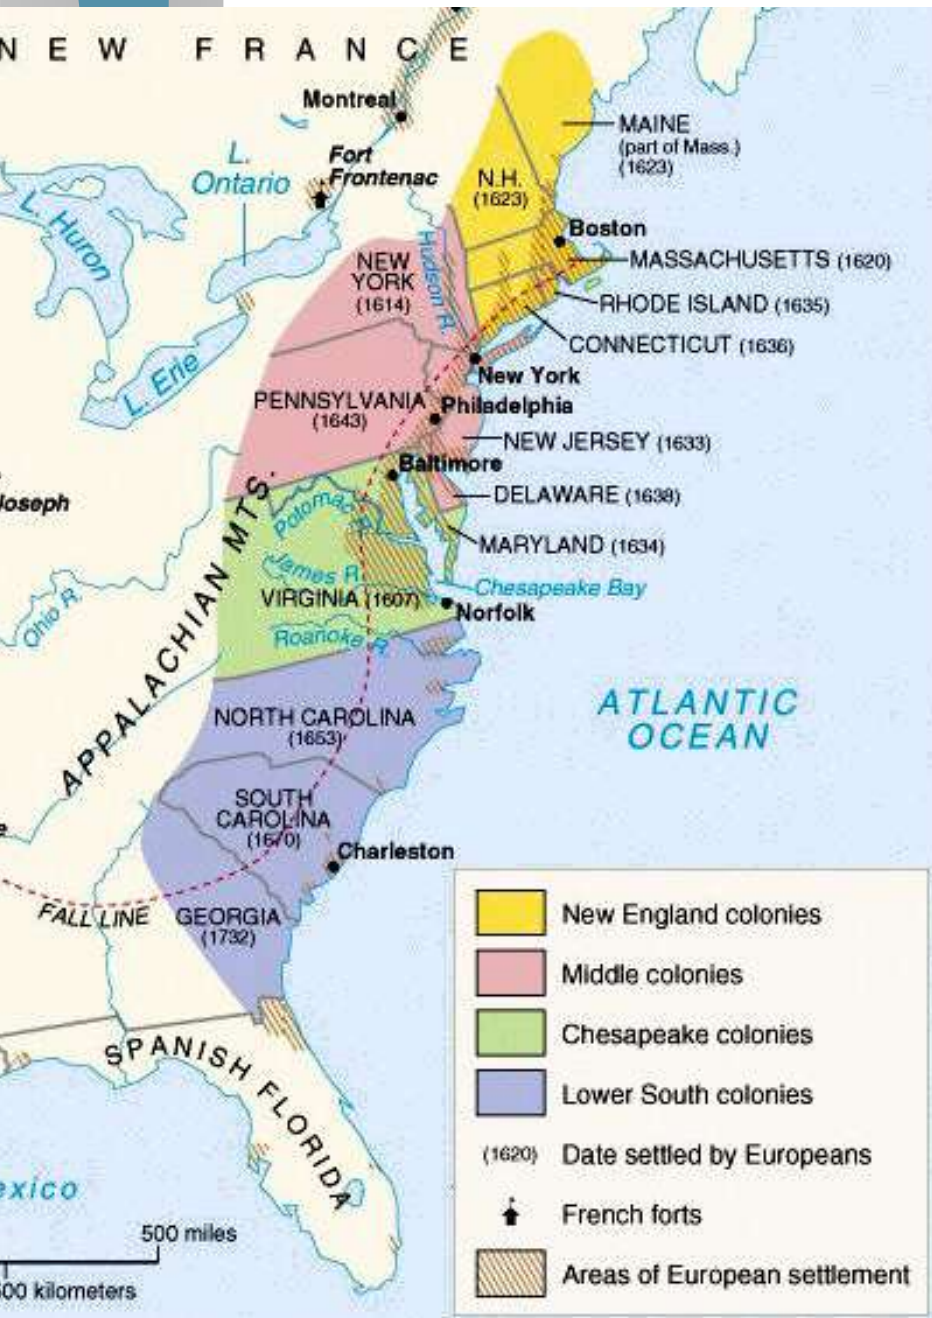 NEW FRANCE
Montreal
MAINE
(part of Mass.)
(1623)
L.
Ontario
Fort
Frontenac
N.H.
(1623)
L. Huron
Boston
Hudson R.
NEW
YORK
(1614)
MASSACHUSETTS (1620)
RHODE ISLAND (1635)
CONNECTICUT (1636)
L. Erie
New York
PENNSYLVANIA
(1643)
Philadelphia
NEW JERSEY (1633)
Baltimore
DELAWARE (1638)
loseph
Potomac R.
MARYLAND (1634)
James R.
Chesapeake Bay
VIRGINIA (1607)
Norfolk
Ohio R.
Roanoke R.
APPALACHIAN MTS.
ATLANTIC
OCEAN
NORTH CAROLINA
(1653)
SOUTH
CAROLINA
(1670)
e
Charleston
FALL LINE
GEORGIA
(1732)
SPANISH FLORIDA
exico
500 miles
500 kilometers
New England colonies
Middle colonies
Chesapeake colonies
Lower South colonies
(1620) Date settled by Europeans
French forts
Areas of European settlement